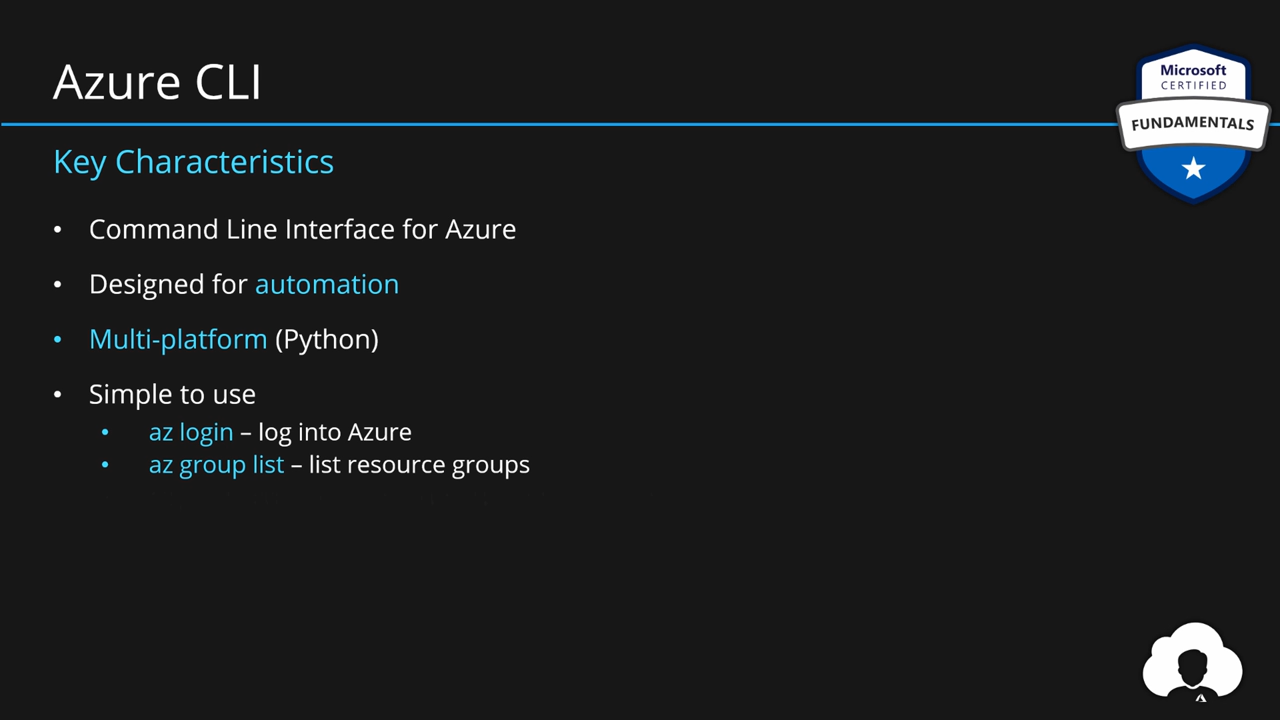 Azure CLI
Microsoft
CERTIFIED
FUNDAMENTALS
Key Characteristics
• Command Line Interface for Azure
• Designed for automation
• Multi-platform (Python)
• Simple to use
• az login – log into Azure
• az group list – list resource groups